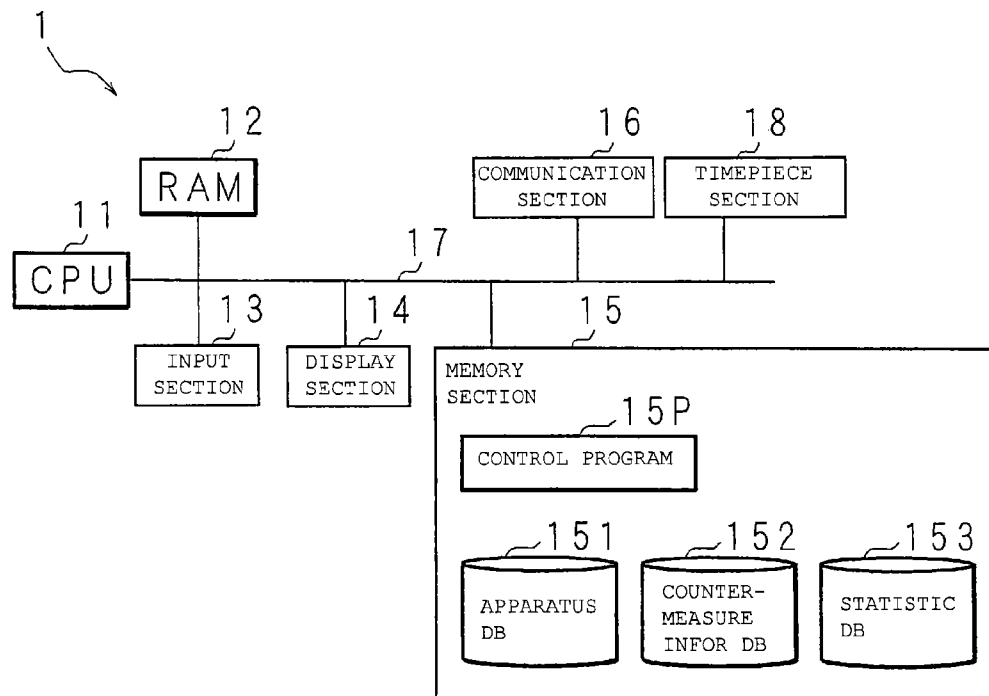 1
12
RAM
16
COMMUNICATION
SECTION
18
TIMEPIECE
SECTION
11
CPU
17
13
INPUT
SECTION
14
DISPLAY
SECTION
15
MEMORY
SECTION
15P
CONTROL PROGRAM
151
APPARATUS
DB
152
COUNTER-
MEASURE
INFOR DB
153
STATISTIC
DB